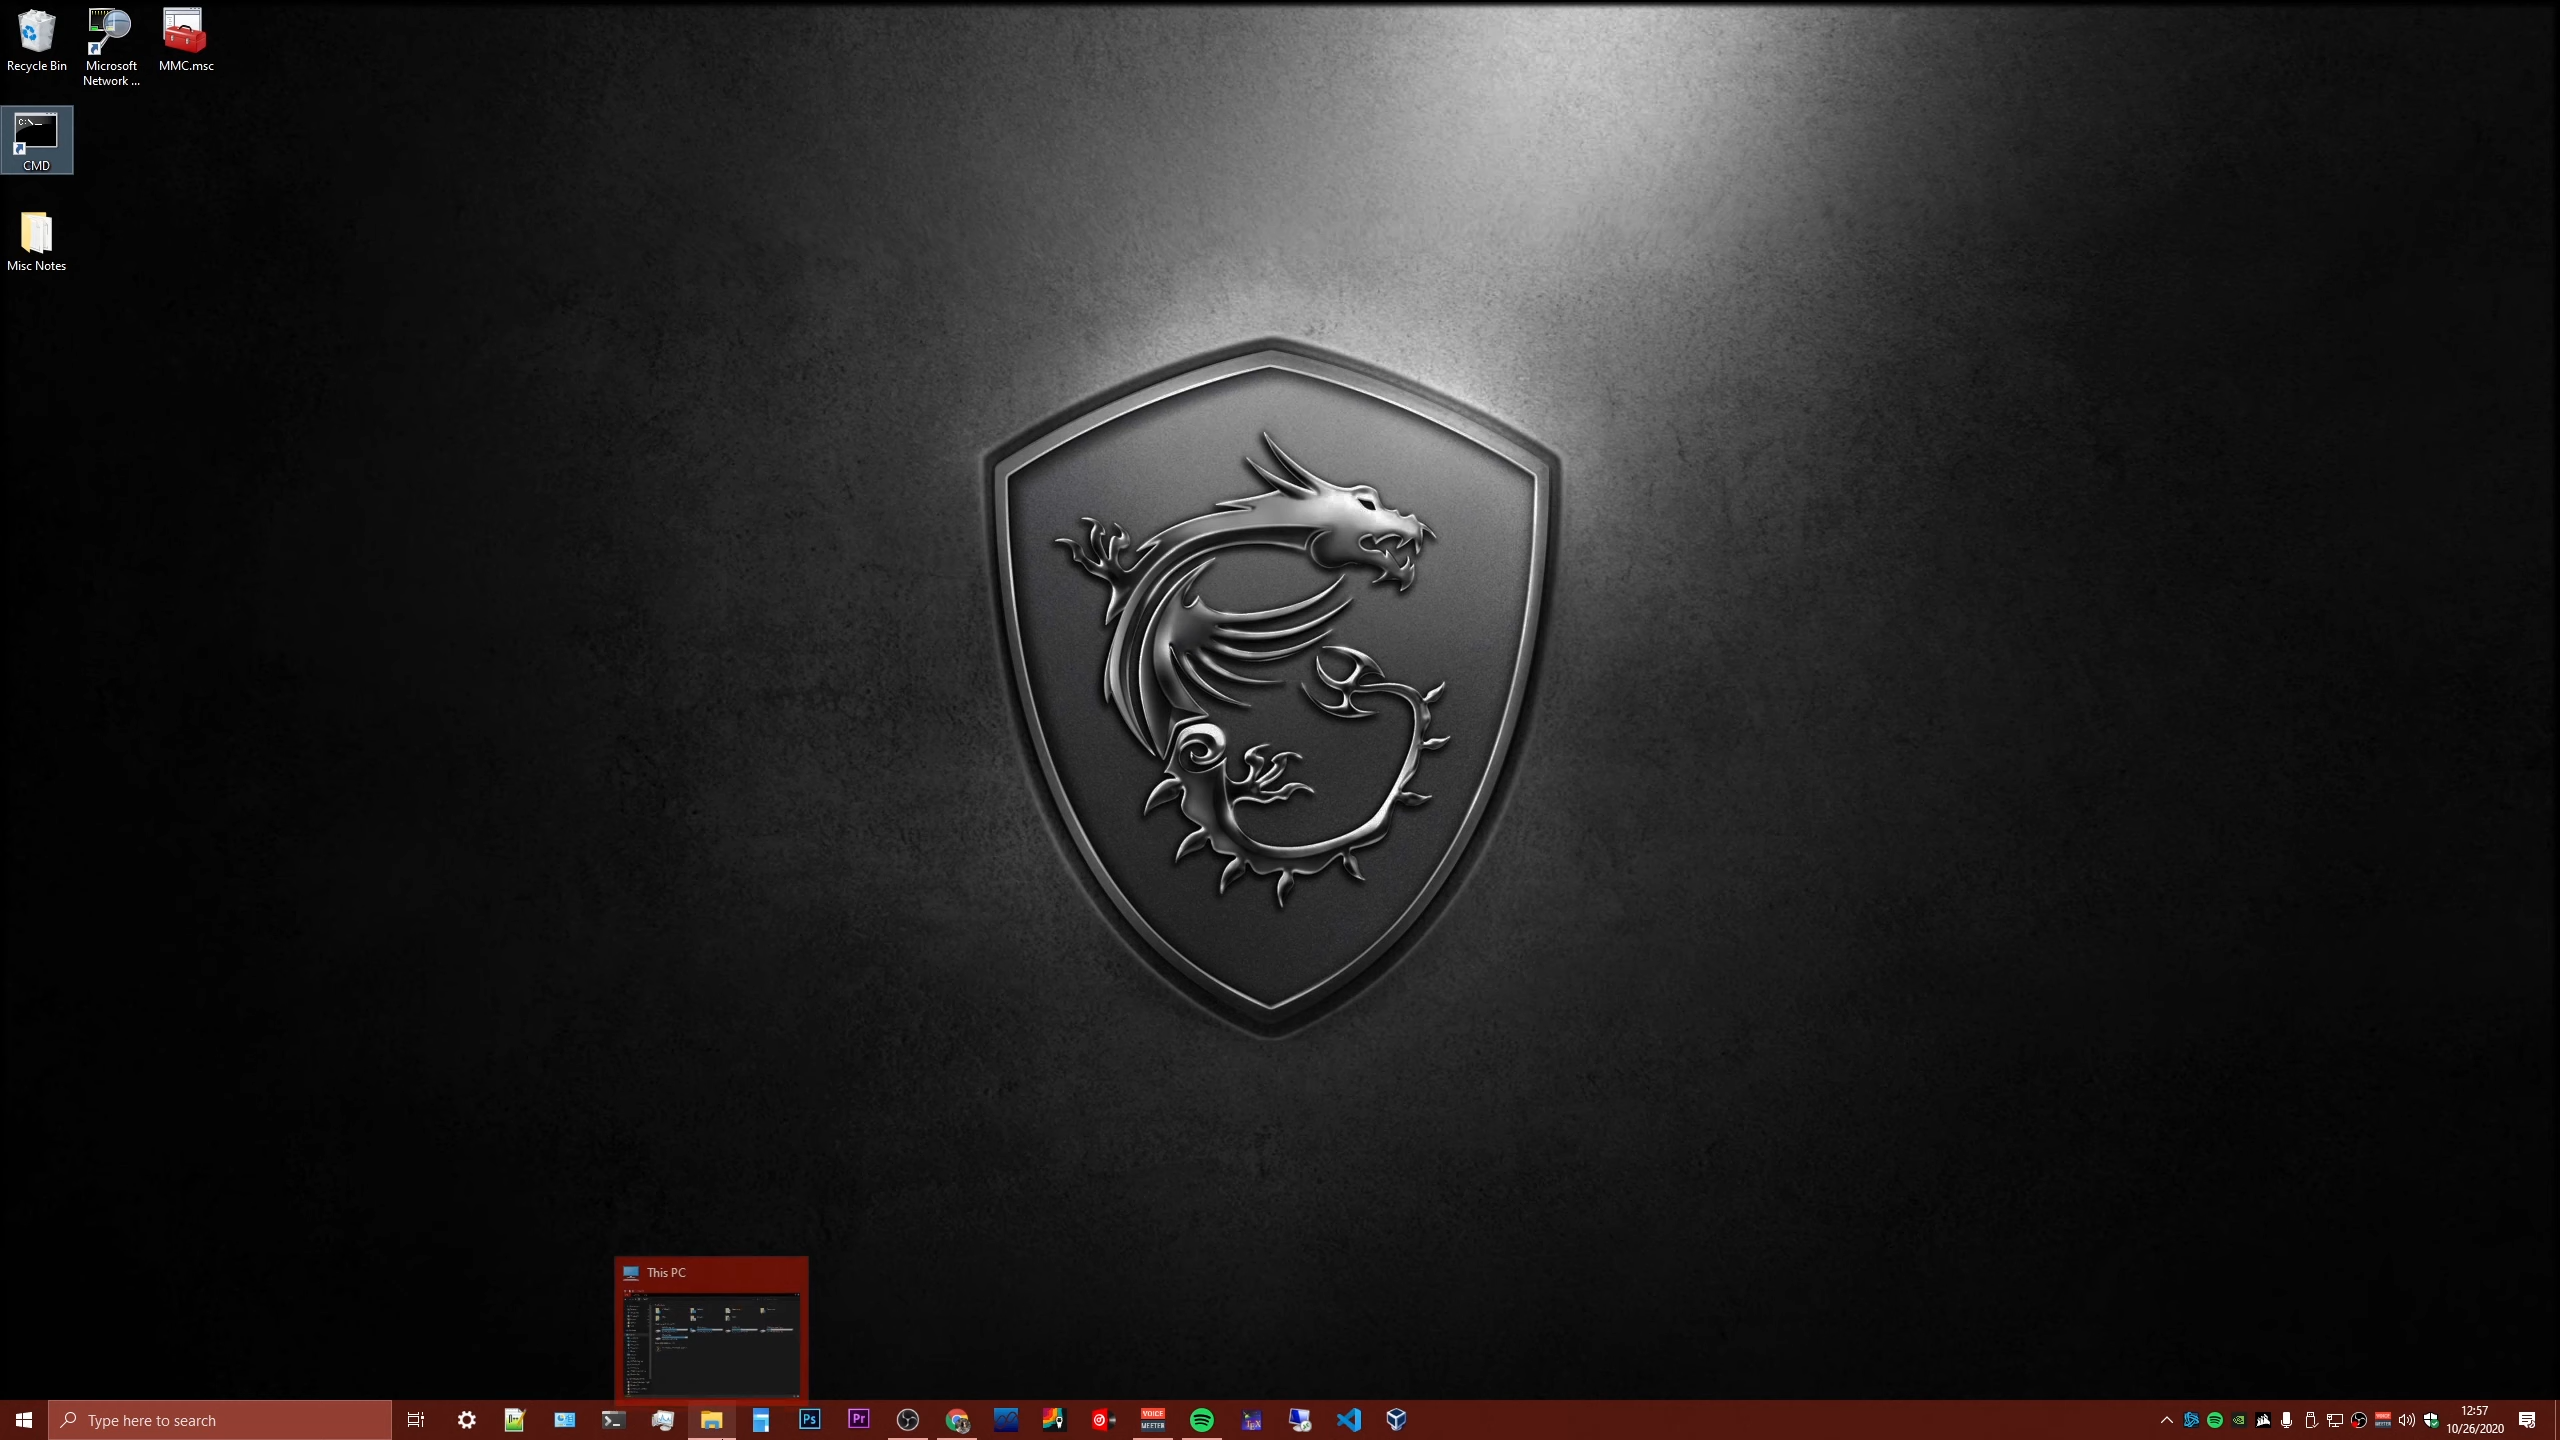 Recycle Bin
Microsoft
Network ...
MMC.msc
C:\._
CMD
Misc Notes
This PC
Type here to search
Ps
Pr
VOICE
MEETER
TEX
12:57
10/26/2020